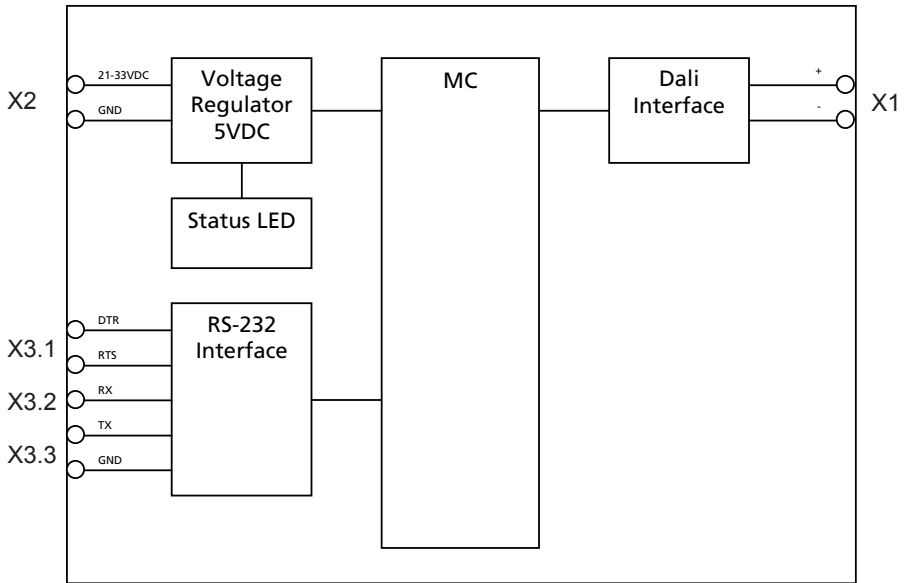 X2
21-33VDC
GND
Voltage
Regulator
5VDC
MC
Dali
Interface
+
-
X1
Status LED
X3.1
X3.2
X3.3
DTR
RTS
RX
TX
GND
RS-232
Interface